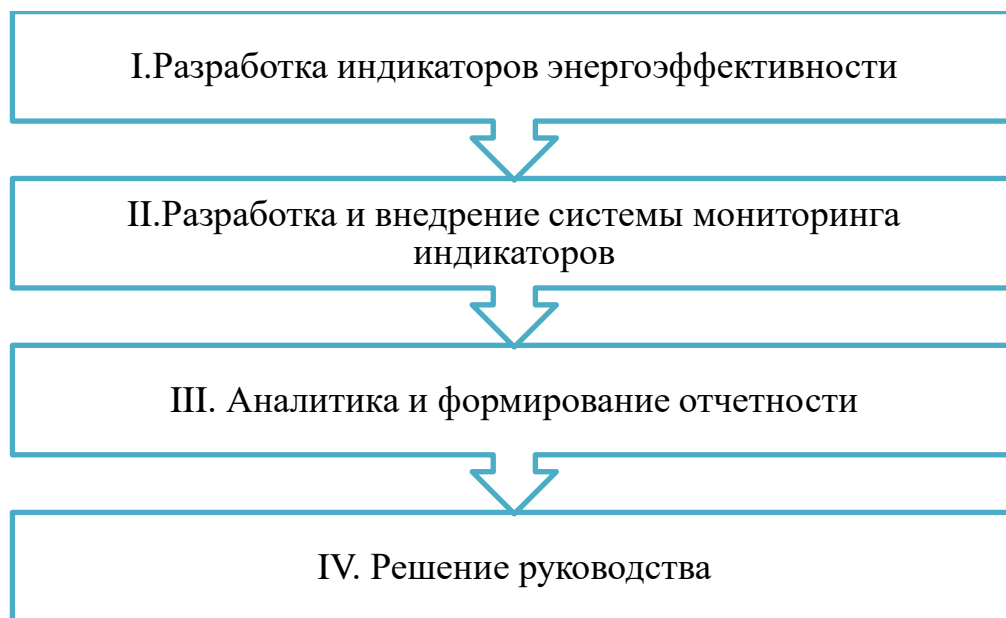 I.Разработка индикаторов энергоэффективности
II.Разработка и внедрение системы мониторинга
индикаторов
III. Аналитика и формирование отчетности
IV. Решение руководства